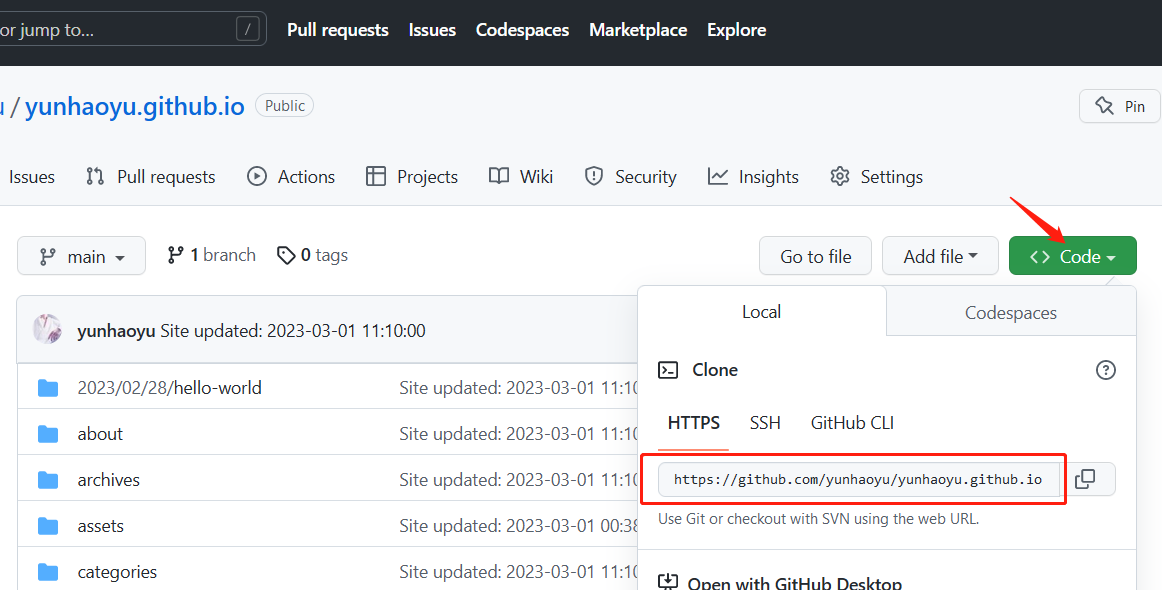 or jump to... / Pull requests Issues Codespaces Marketplace Explore
/ yunhaoyu.github.io Public Pin
Issues Pull requests Actions Projects Wiki Security Insights Settings
main 1 branch 0 tags Go to file Add file Code
Local Codespaces
yunhaoyu Site updated: 2023-03-01 11:10:00
Clone
2023/02/28/hello-world Site updated: 2023-03-01 11:10
HTTPS SSH GitHub CLI
about Site updated: 2023-03-01 11:10
archives Site updated: 2023-03-01 11:10
https://github.com/yunhaoyu/yunhaoyu.github.io
Use Git or checkout with SVN using the web URL.
assets Site updated: 2023-03-01 00:38
categories Site updated: 2023-03-01 11:10
Open with GitHub Desktop